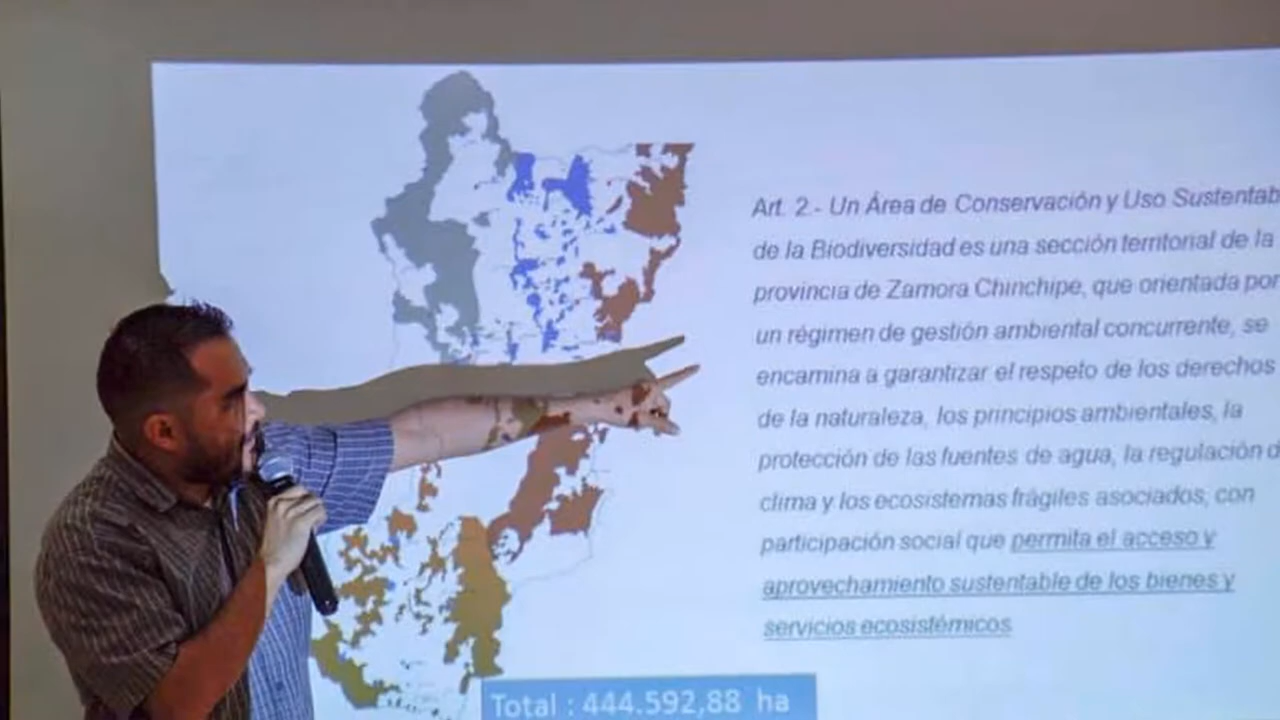 Art. 2.- Un Área de Conservación y Uso Sustentab
de la Biodiversidad es una sección territorial de la
provincia de Zamora Chinchipe, que orientada por
un régimen de gestión ambiental concurrente, se
encamina a garantizar el respeto de los derechos
de la naturaleza, los principios ambientales, la
protección de las fuentes de agua, la regulación d
clima y los ecosistemas frágiles asociados; con
participación social que permita el acceso y
aprovechamiento sustentable de los bienes y
servicios ecosistémicos
Total : 444.592,88 ha